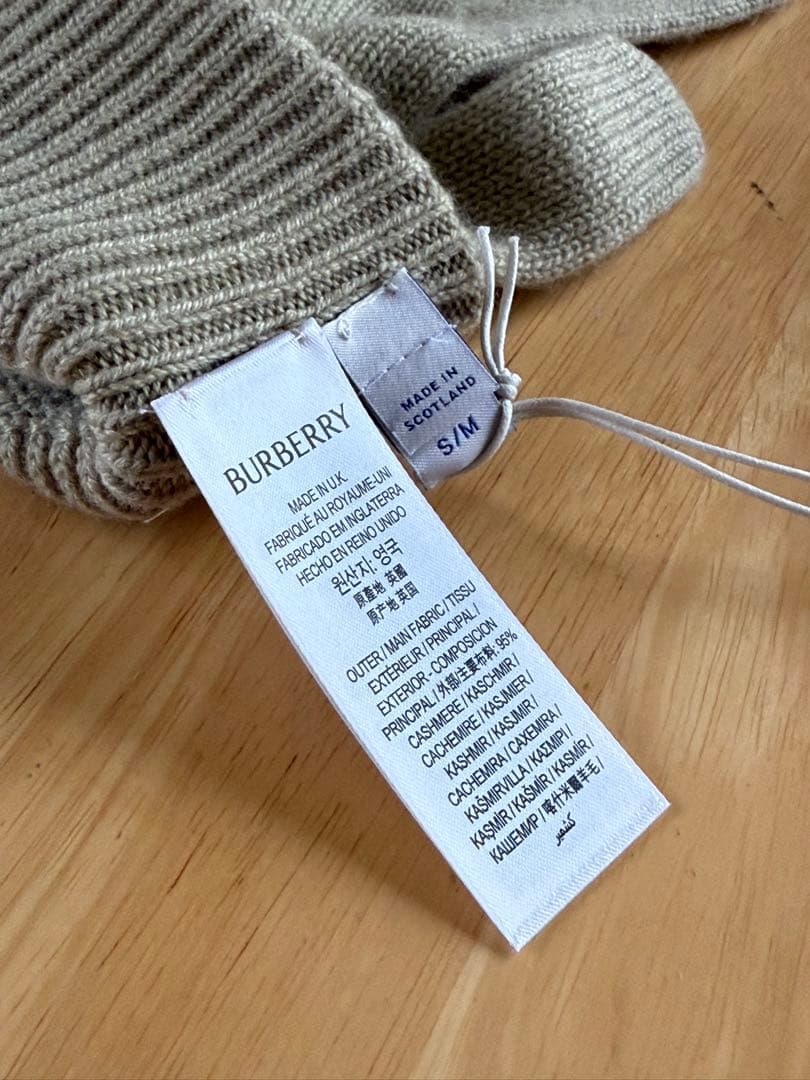 BURBERRY
MADE IN U.K.
FABRIQUÉ AU ROYAUME-UNI
FABRICADO EM INGLATERRA
HECHO EN REINO UNIDO
원산지: 영국
原產地 英國
原产地 英国
OUTER / MAIN FABRIC / TISSU
EXTÉRIEUR / PRINCIPAL /
EXTERIOR - COMPOSICION
PRINCIPAL / 外部/主要布料: 95%
CASHMERE / KASCHMIR /
CACHEMIRE / KASJMIER /
KASHMIR / KASJMIR /
CACHEMIRA / CAXEMIRA /
KAŠMIRVILLA / ΚΑΣΜΙΡΙ /
KAŞMİR / KAŠMÍR / KASMÍR /
КАШЕМИР / 喀什米爾羊毛 /
كشمير
MADE IN
SCOTLAND
S/M